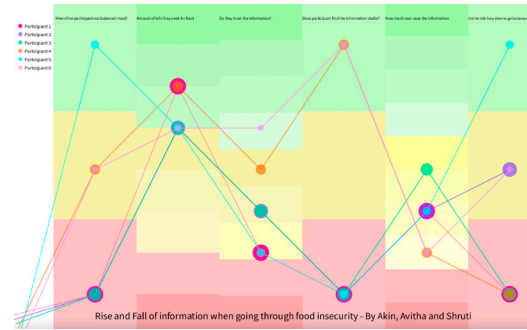 How often participant eat balanced meal?
Amount of info they seek for food
Do they trust the information?
Does participant find the information useful?
How much user uses the information
Did the info help them to get balanced
Participant 1
Participant 2
Participant 3
Participant 4
Participant 5
Participant 6
Rise and Fall of information when going through food insecurity - By Akin, Avitha and Shruti